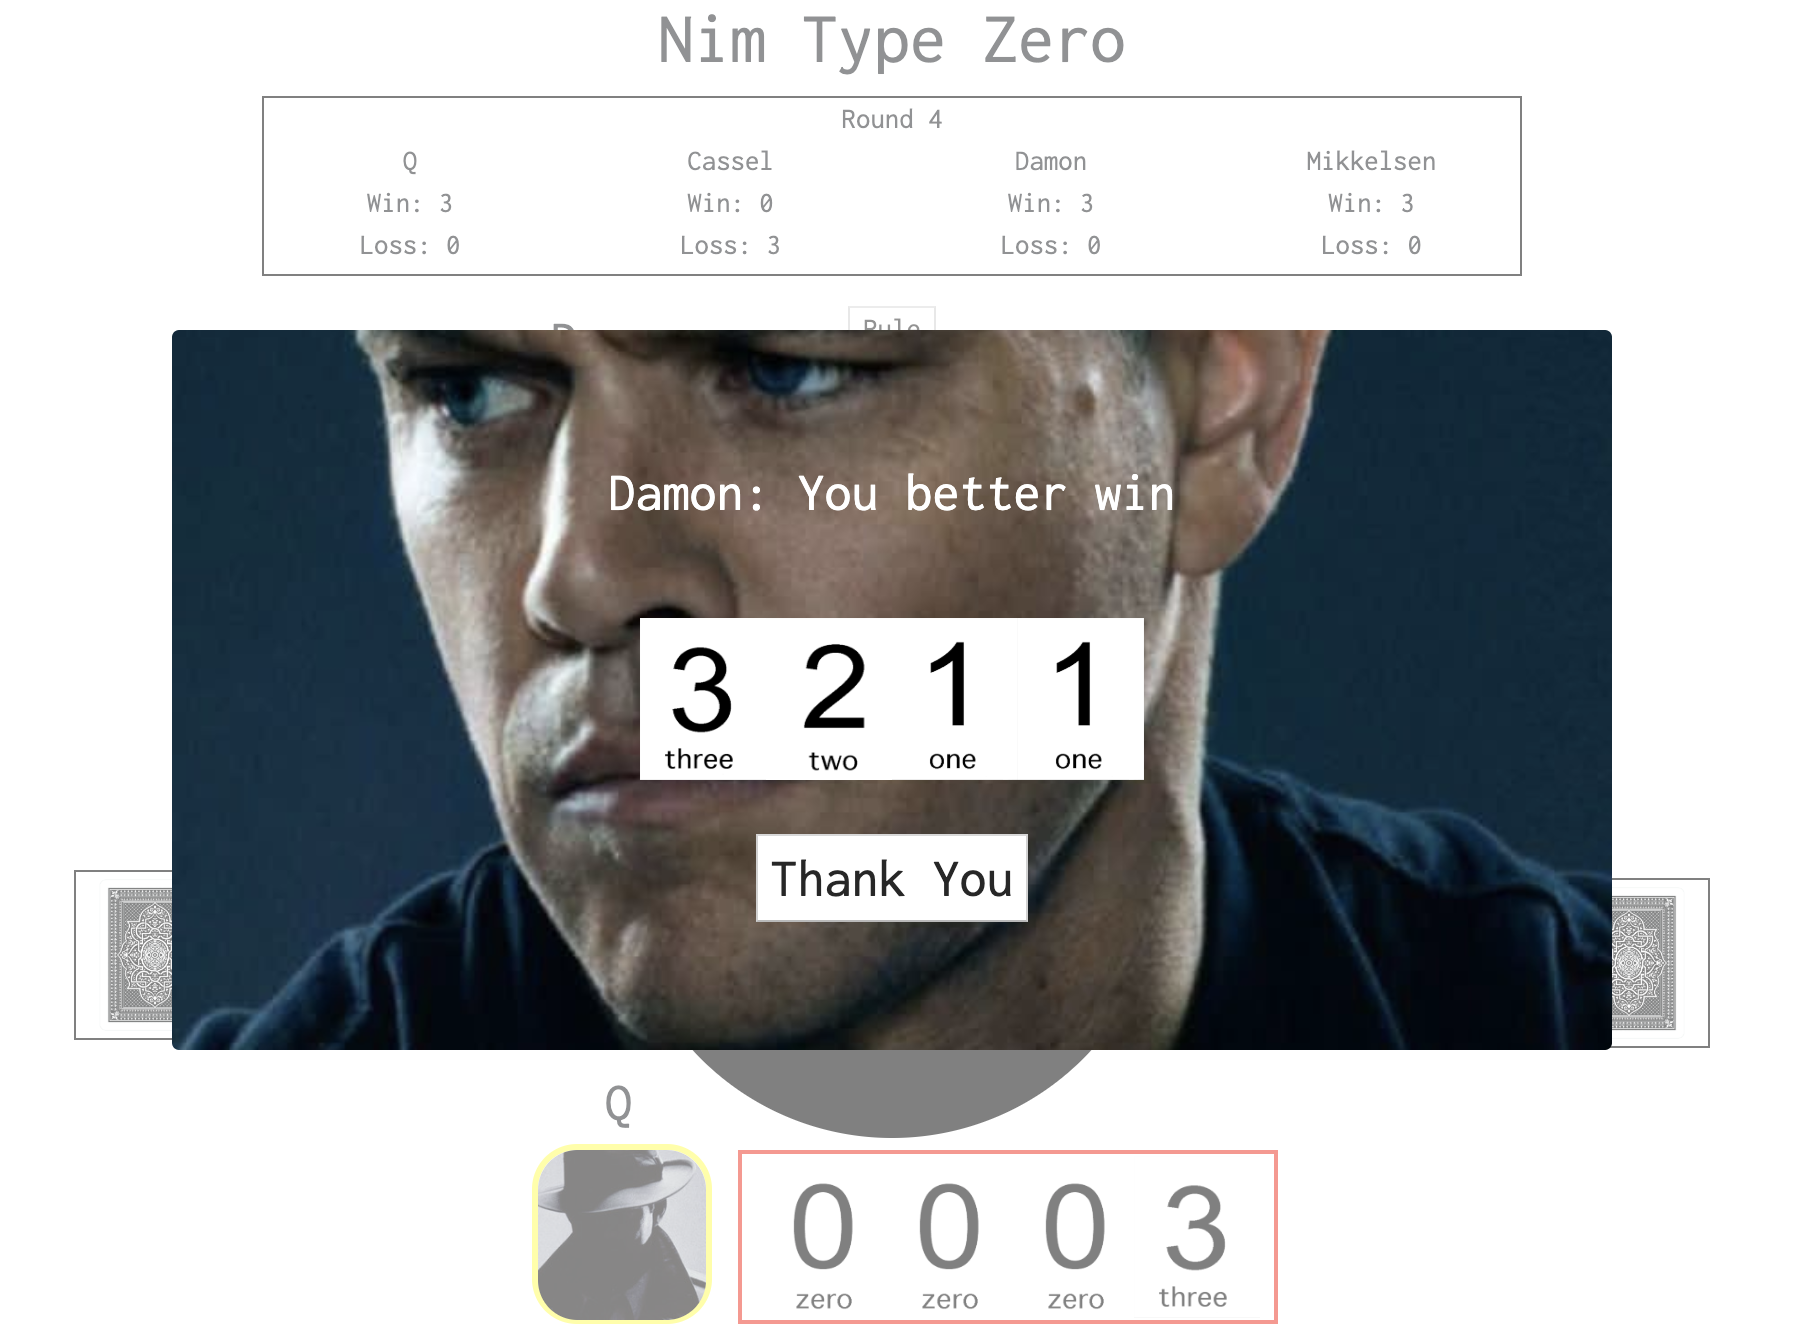 Nim Type Zero
Round 4
Q Cassel Damon Mikkelsen
Win: 3 Win: 0 Win: 3 Win: 3
Loss: 0 Loss: 3 Loss: 0 Loss: 0
Rule
Damon: You better win
3 2 1 1
three two one one
Thank You
Q
0 0 0 3
zero zero zero three